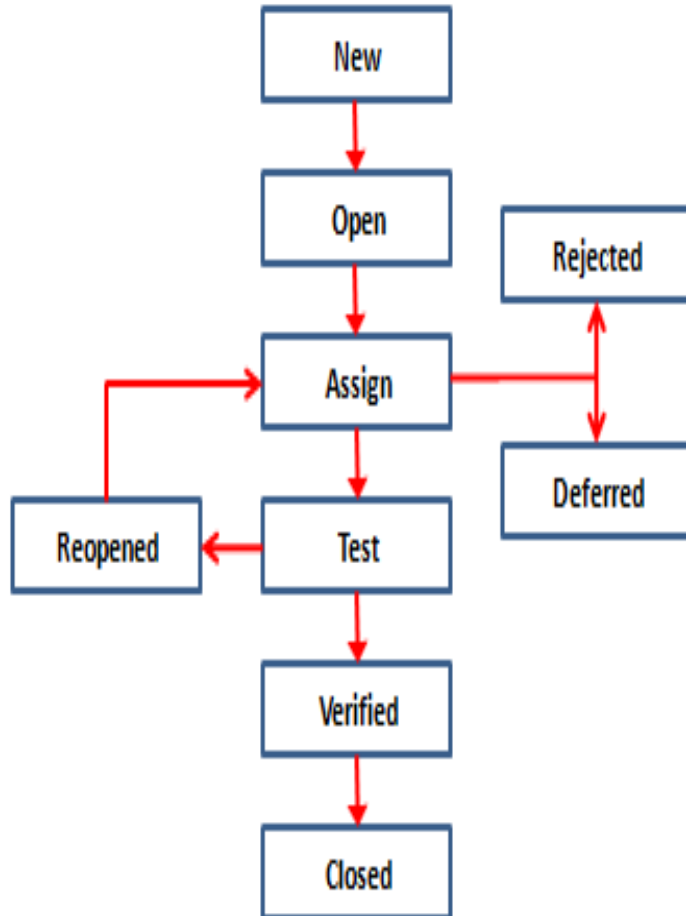 New
Open
Rejected
Assign
Deferred
Reopened
Test
Verified
Closed